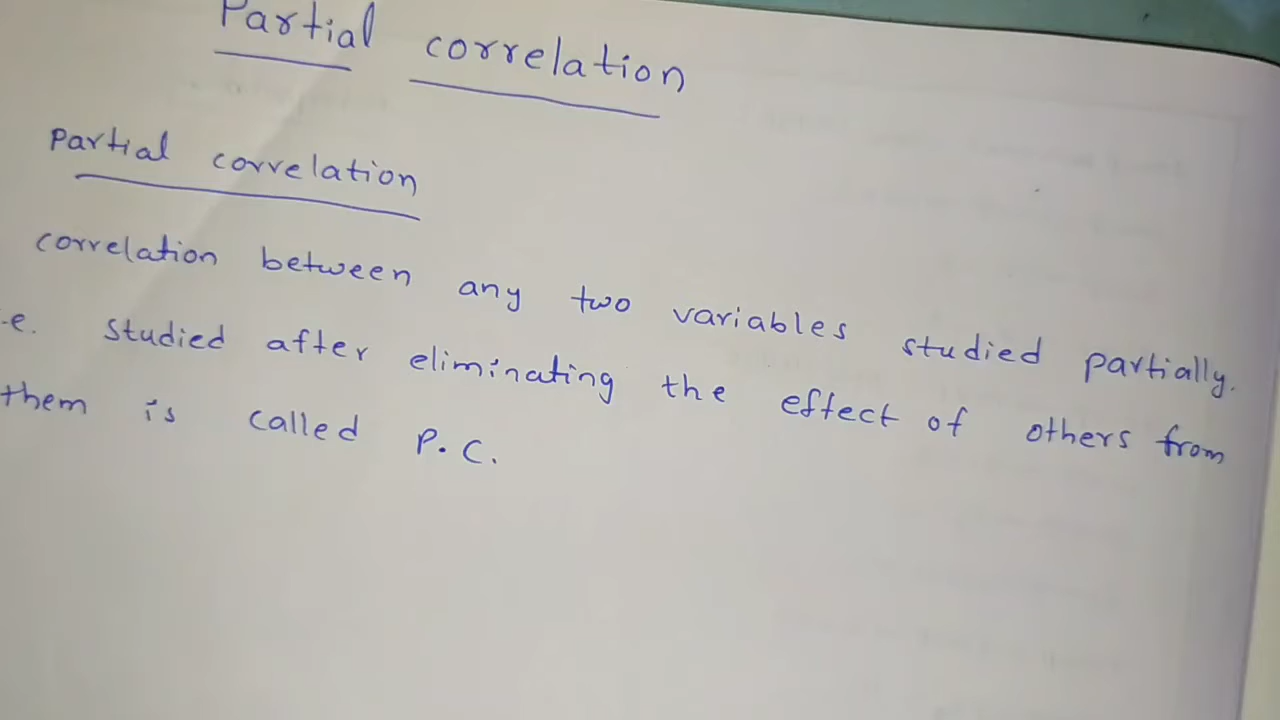 Partial correlation
Partial correlation
correlation between any two variables studied partially.
.e. studied after eliminating the effect of others from
them is called P.C.